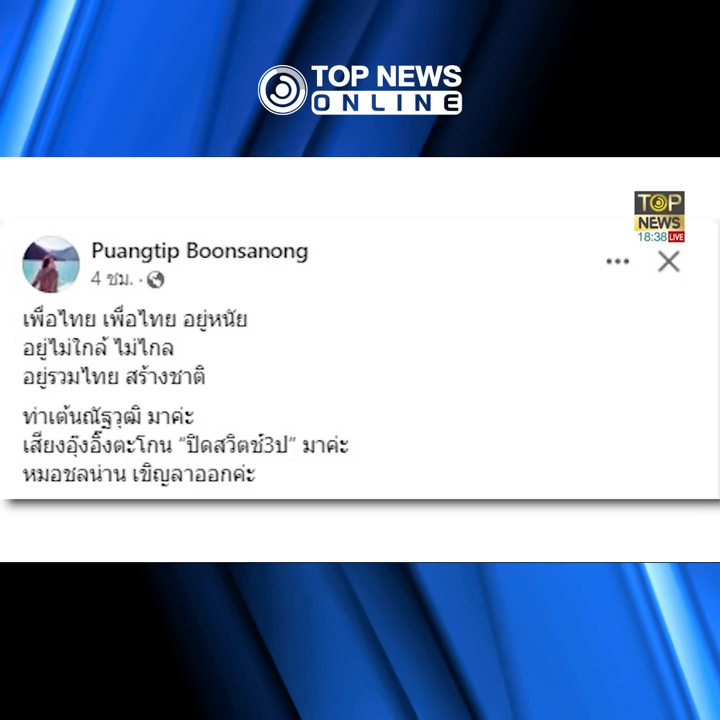 TOP NEWS
ONLINE
TOP
NEWS
18:38 LIVE
Puangtip Boonsanong
4 ชม. ·
เพื่อไทย เพื่อไทย อยู่หนัย
อยู่ไม่ใกล้ ไม่ไกล
อยู่รวมไทย สร้างชาติ
ท่าเต้นณัฐวุฒิ มาค่ะ
เสียงอุ๊งอิ๊งตะโกน “ปิดสวิตช์3ป” มาค่ะ
หมอชลน่าน เขิญลาออกค่ะ